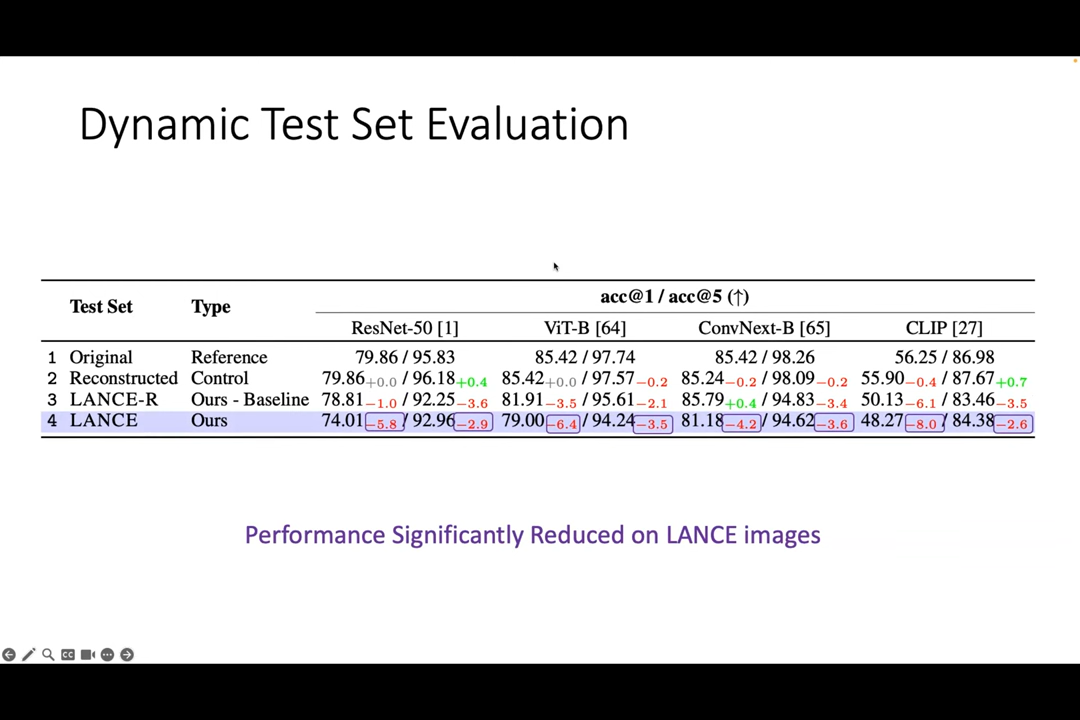 Dynamic Test Set Evaluation
Test Set Type acc@1 / acc@5 (↑)
ResNet-50 [1] ViT-B [64] ConvNext-B [65] CLIP [27]
1 Original Reference 79.86 / 95.83 85.42 / 97.74 85.42 / 98.26 56.25 / 86.98
2 Reconstructed Control 79.86+0.0 / 96.18+0.4 85.42+0.0 / 97.57−0.2 85.24−0.2 / 98.09−0.2 55.90−0.4 / 87.67+0.7
3 LANCE-R Ours - Baseline 78.81−1.0 / 92.25−3.6 81.91−3.5 / 95.61−2.1 85.79+0.4 / 94.83−3.4 50.13−6.1 / 83.46−3.5
4 LANCE Ours 74.01−5.8 / 92.96−2.9 79.00−6.4 / 94.24−3.5 81.18−4.2 / 94.62−3.6 48.27−8.0 / 84.38−2.6
Performance Significantly Reduced on LANCE images
CC